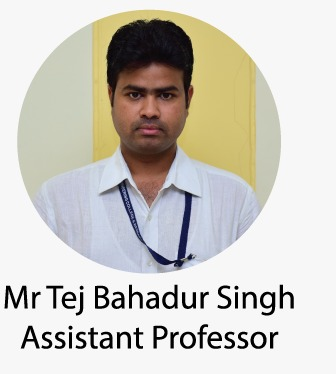 Mr Tej Bahadur Singh
Assistant Professor